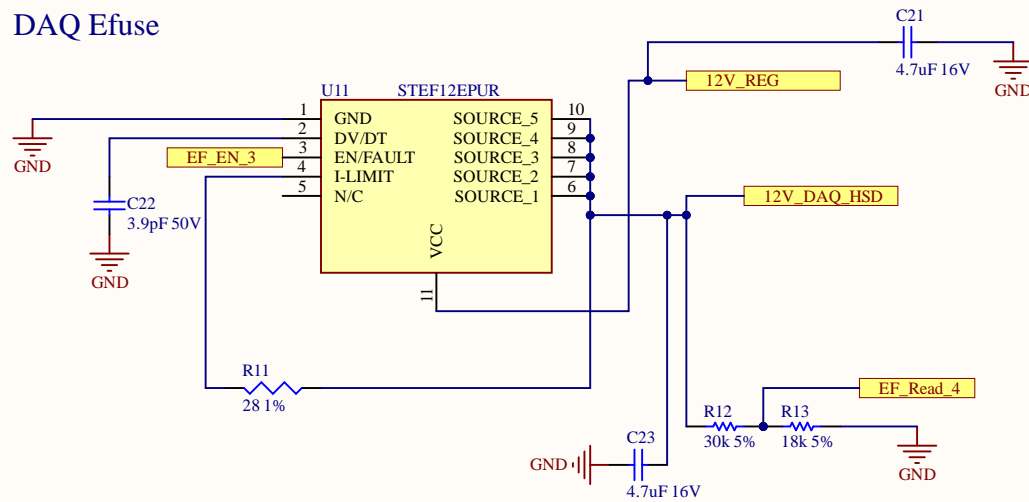 DAQ Efuse
C21
4.7uF 16V
GND
12V_REG
U11
STEF12EPUR
1
GND
SOURCE_5
10
2
DV/DT
SOURCE_4
9
EF_EN_3
3
EN/FAULT
SOURCE_3
8
4
I-LIMIT
SOURCE_2
7
5
N/C
SOURCE_1
6
VCC
11
GND
C22
3.9pF 50V
GND
12V_DAQ_HSD
R11
28 1%
EF_Read_4
R12
30k 5%
R13
18k 5%
GND
C23
GND
4.7uF 16V